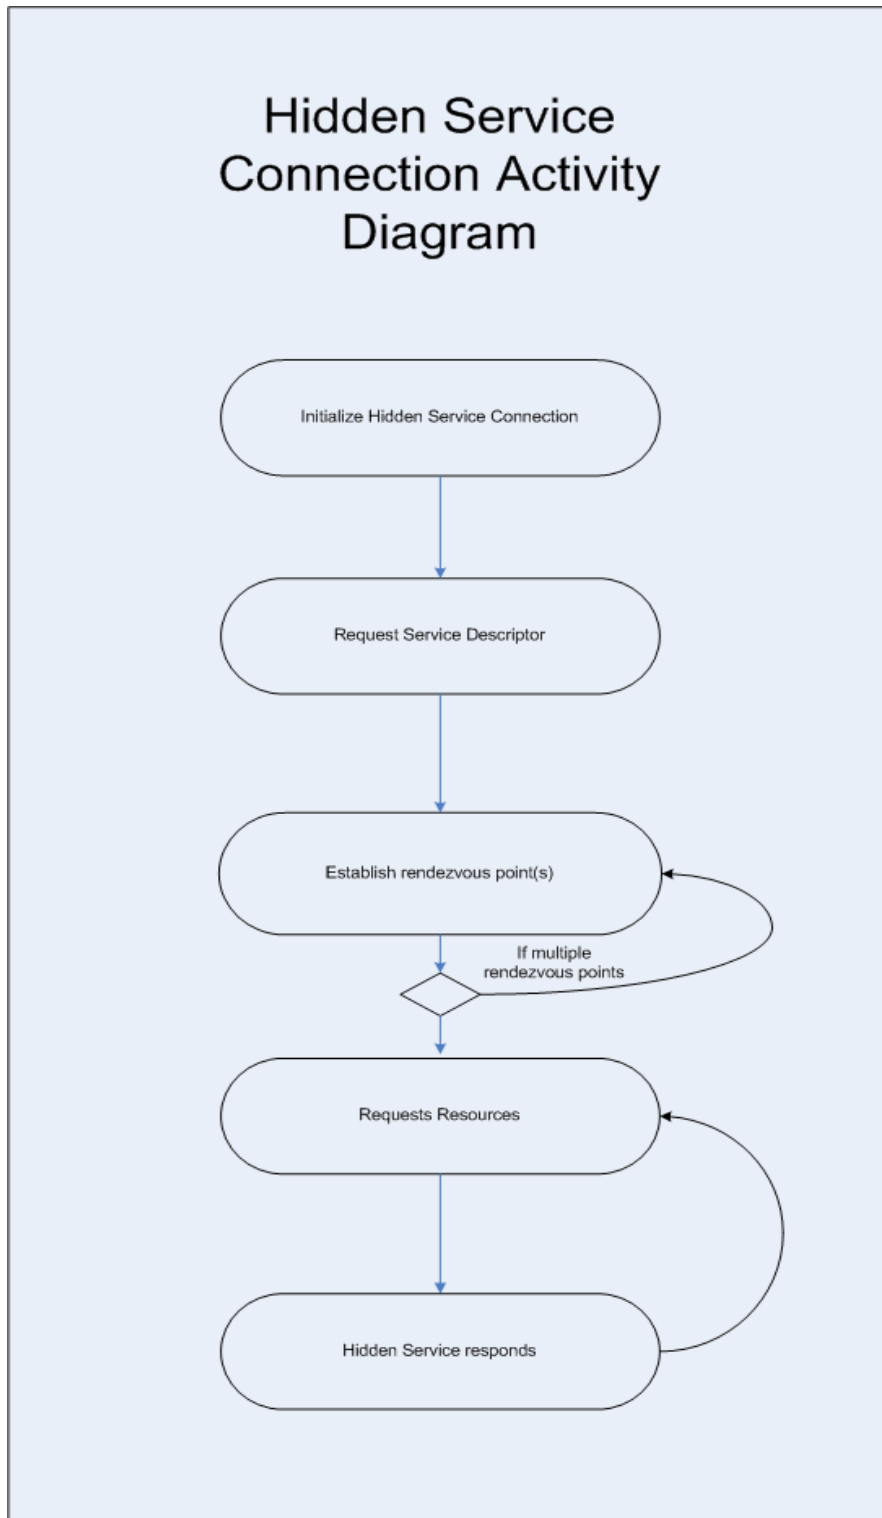 Hidden Service
Connection Activity
Diagram
Initialize Hidden Service Connection
Request Service Descriptor
Establish rendezvous point(s)
If multiple
rendezvous points
Requests Resources
Hidden Service responds